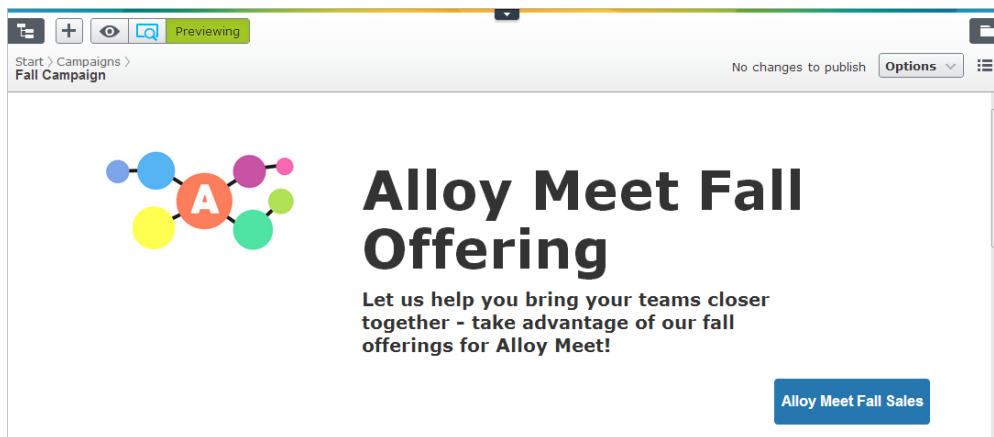 Previewing
Start > Campaigns >
Fall Campaign
No changes to publish
Options
A
Alloy Meet Fall
Offering
Let us help you bring your teams closer
together - take advantage of our fall
offerings for Alloy Meet!
Alloy Meet Fall Sales